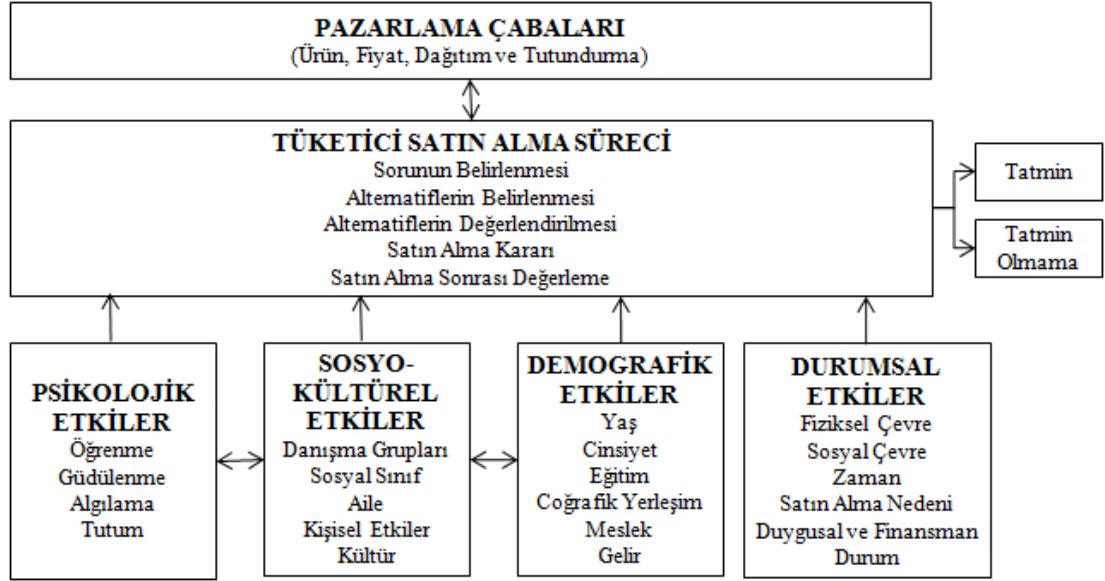 PAZARLAMA ÇABALARI
(Ürün, Fiyat, Dağıtım ve Tutundurma)
TÜKETİCİ SATIN ALMA SÜRECİ
Sorunun Belirlenmesi
Alternatiflerin Belirlenmesi
Alternatiflerin Değerlendirilmesi
Satın Alma Kararı
Satın Alma Sonrası Değerleme
Tatmin
Tatmin
Olmama
PSİKOLOJİK
ETKİLER
Öğrenme
Güdülenme
Algılama
Tutum
SOSYO-
KÜLTÜREL
ETKİLER
Danışma Grupları
Sosyal Sınıf
Aile
Kişisel Etkiler
Kültür
DEMOGRAFİK
ETKİLER
Yaş
Cinsiyet
Eğitim
Coğrafik Yerleşim
Meslek
Gelir
DURUMSAL
ETKİLER
Fiziksel Çevre
Sosyal Çevre
Zaman
Satın Alma Nedeni
Duygusal ve Finansman
Durum